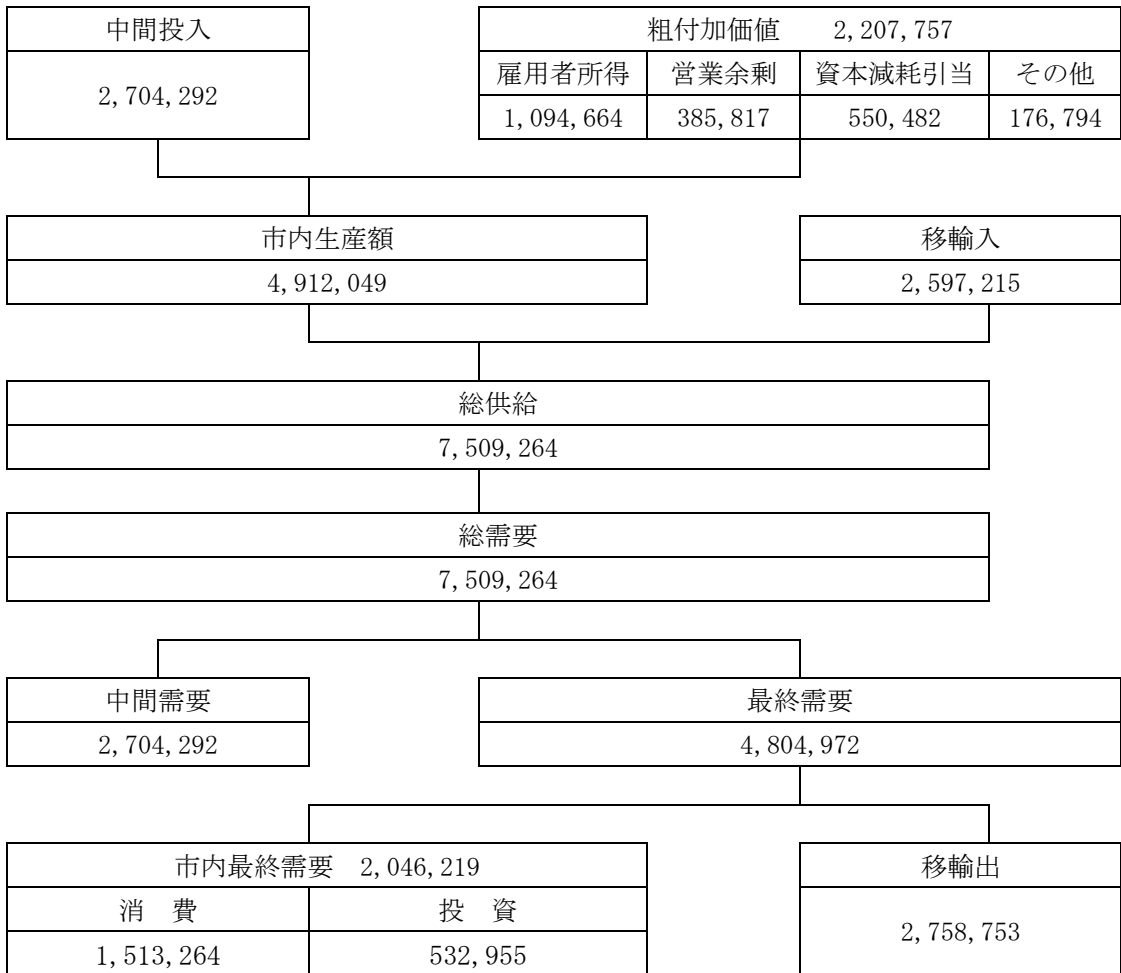 中間投入
2,704,292
粗付加価値 2,207,757
雇用者所得 営業余剰 資本減耗引当 その他
1,094,664 385,817 550,482 176,794
市内生産額
4,912,049
移輸入
2,597,215
総供給
7,509,264
総需要
7,509,264
中間需要
2,704,292
最終需要
4,804,972
市内最終需要 2,046,219
消 費 投 資
1,513,264 532,955
移輸出
2,758,753